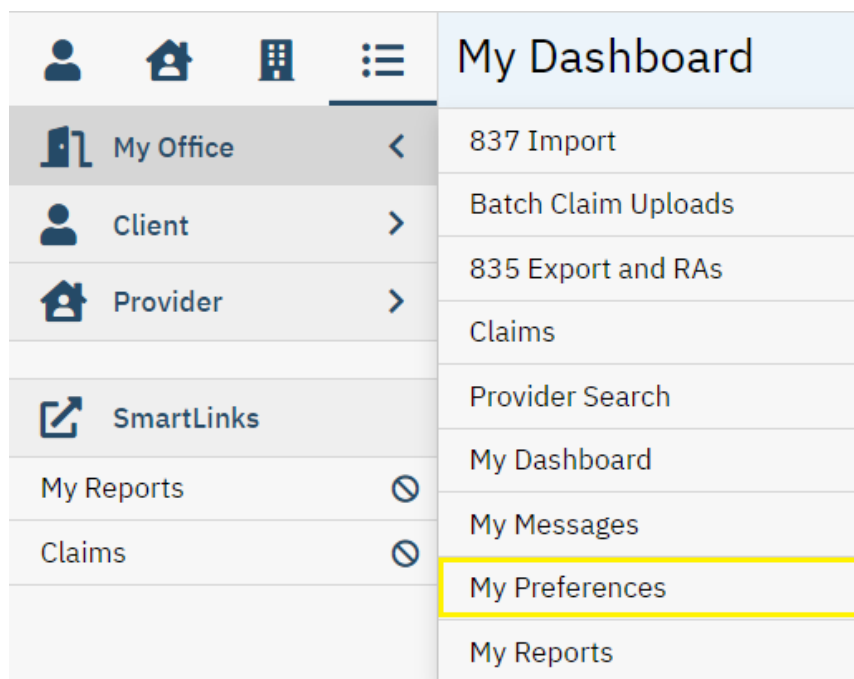 My Dashboard
My Office
Client
Provider
SmartLinks
My Reports
Claims
837 Import
Batch Claim Uploads
835 Export and RAs
Claims
Provider Search
My Dashboard
My Messages
My Preferences
My Reports